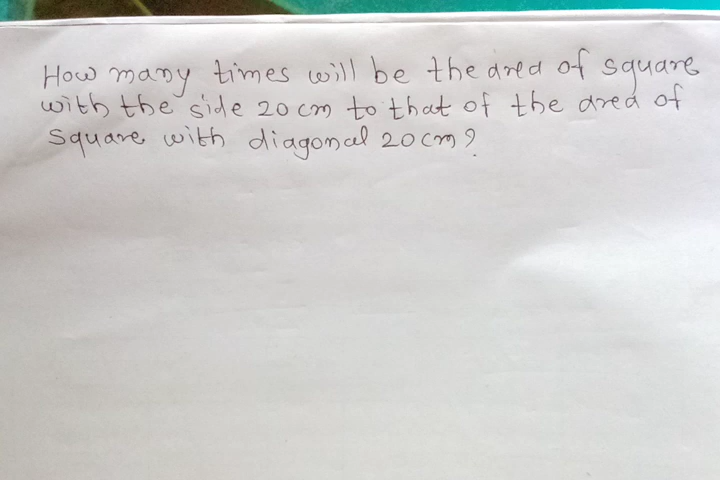 How many times will be the area of square
with the side 20 cm to that of the area of
square with diagonal 20 cm?